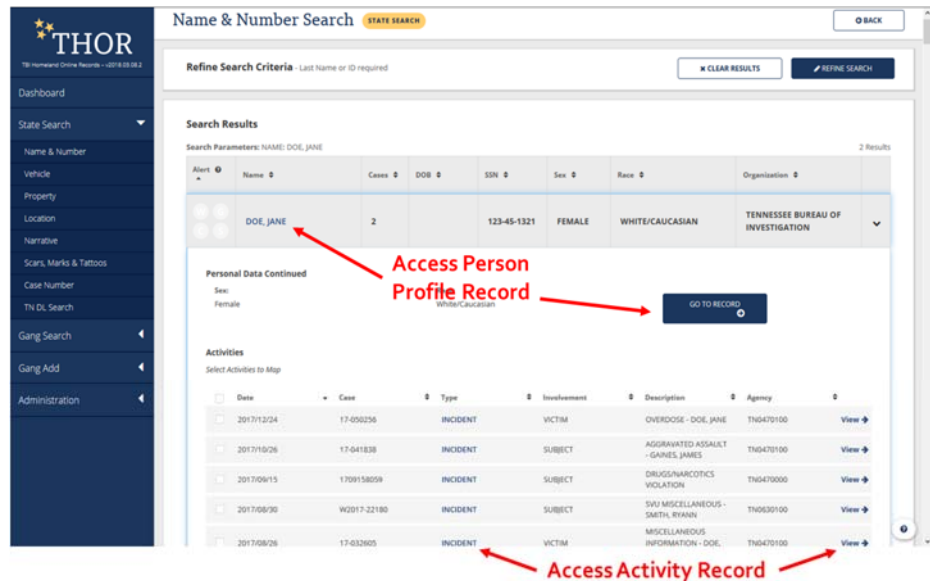 THOR
TBI Homeland Online Records - v2018.03.08.2
Dashboard
State Search
Name & Number
Vehicle
Property
Location
Narrative
Scars, Marks & Tattoos
Case Number
TN DL Search
Gang Search
Gang Add
Administration
Name & Number Search STATE SEARCH BACK
Refine Search Criteria - Last Name or ID required CLEAR RESULTS REFINE SEARCH
Search Results
Search Parameters: NAME: DOE, JANE 2 Results
Alert Name Cases DOB SSN Sex Race Organization
DOE, JANE 2 123-45-1321 FEMALE WHITE/CAUCASIAN TENNESSEE BUREAU OF
INVESTIGATION
Access Person
Profile Record
Personal Data Continued
Sex:
Female White/Caucasian
GO TO RECORD
Activities
Select Activities to Map
Date Case Type Involvement Description Agency
2017/12/24 17-050256 INCIDENT VICTIM OVERDOSE - DOE, JANE TN0470100 View
2017/10/26 17-041838 INCIDENT SUBJECT AGGRAVATED ASSAULT
- GAINES, JAMES TN0470100 View
2017/09/15 1709158059 INCIDENT SUBJECT DRUGS/NARCOTICS
VIOLATION TN0470000 View
2017/08/30 W2017-22180 INCIDENT SUBJECT SVU MISCELLANEOUS -
SMITH, RYANN TN0630100 View
2017/08/26 17-032605 INCIDENT VICTIM MISCELLANEOUS
INFORMATION - DOE, TN0470100 View
Access Activity Record